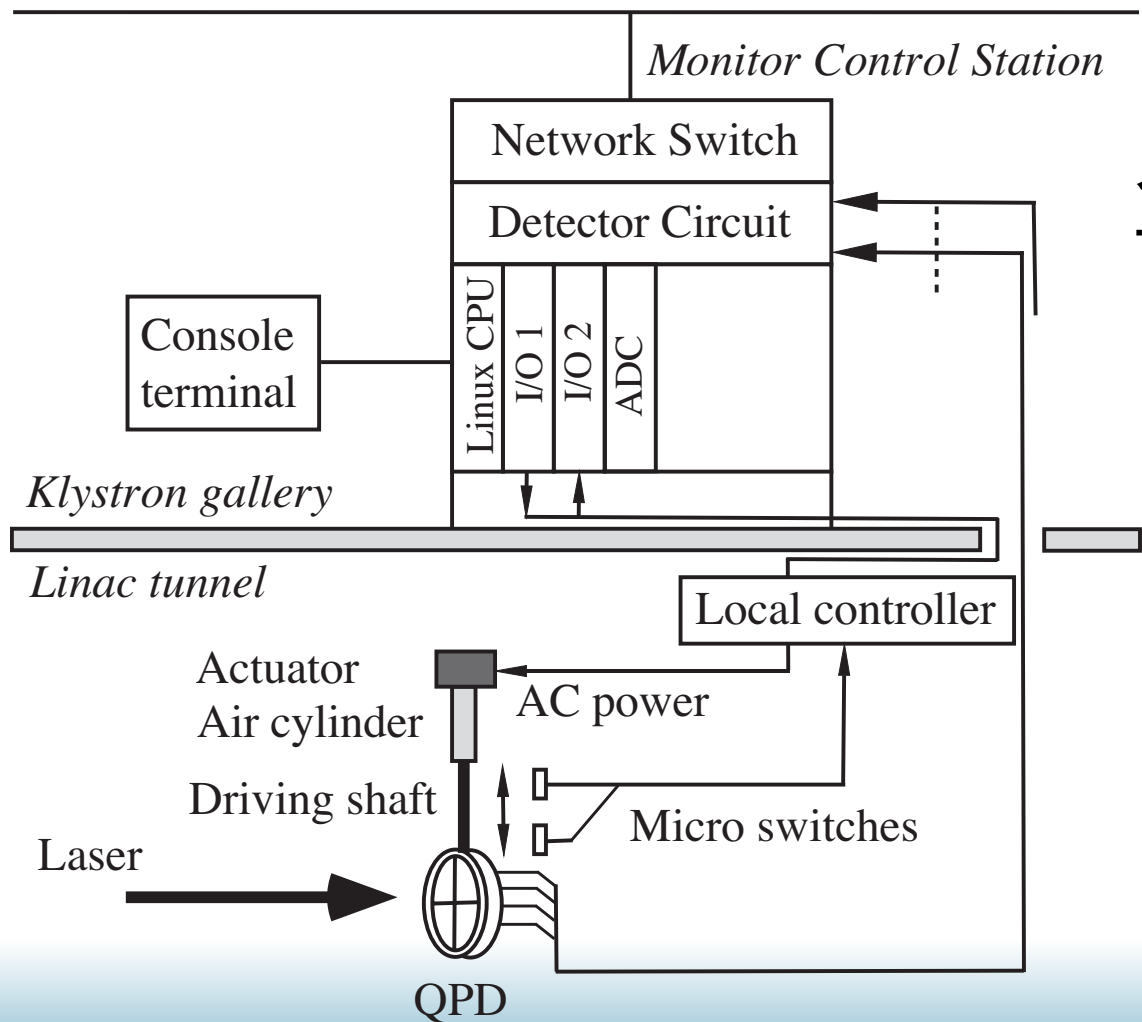 Monitor Control Station
Network Switch
Detector Circuit
Linux CPU
I/O 1
I/O 2
ADC
Console
terminal
Klystron gallery
Linac tunnel
Local controller
Actuator
AC power
Air cylinder
Driving shaft
Micro switches
Laser
QPD